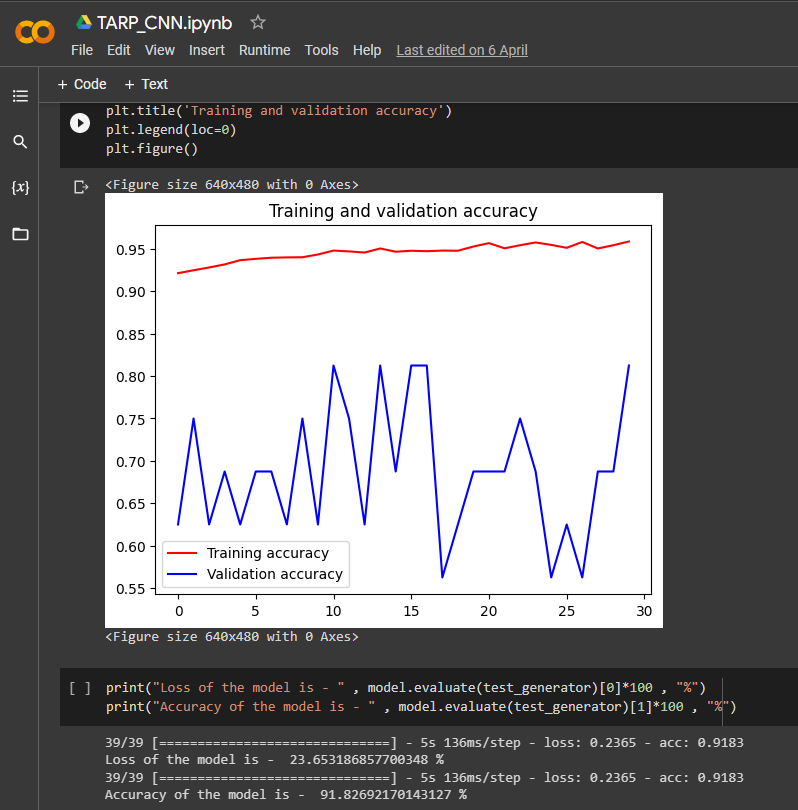 TARP_CNN.ipynb
File Edit View Insert Runtime Tools Help Last edited on 6 April
+ Code + Text
plt.title('Training and validation accuracy')
plt.legend(loc=0)
plt.figure()
{x}
<Figure size 640x480 with 0 Axes>
Training and validation accuracy
0.95
0.90
0.85
0.80
0.75
0.70
0.65
0.60
0.55
Training accuracy
Validation accuracy
0 5 10 15 20 25 30
<Figure size 640x480 with 0 Axes>
[ ] print("Loss of the model is - " , model.evaluate(test_generator)[0]*100 , "%")
print("Accuracy of the model is - " , model.evaluate(test_generator)[1]*100 , "%")
39/39 [==============================] - 5s 136ms/step - loss: 0.2365 - acc: 0.9183
Loss of the model is -  23.653186857700348 %
39/39 [==============================] - 5s 136ms/step - loss: 0.2365 - acc: 0.9183
Accuracy of the model is -  91.82692170143127 %